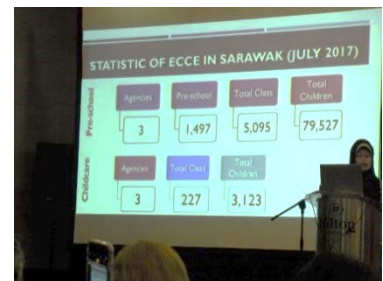 STATISTIC OF ECCE IN SARAWAK (JULY 2017)
Pre-school
Agencies
Pre-school
Total Class
Total
Children
3
1,497
5,095
79,527
Childcare
Agencies
Total Class
Total
Children
3
227
3,123
Hilton